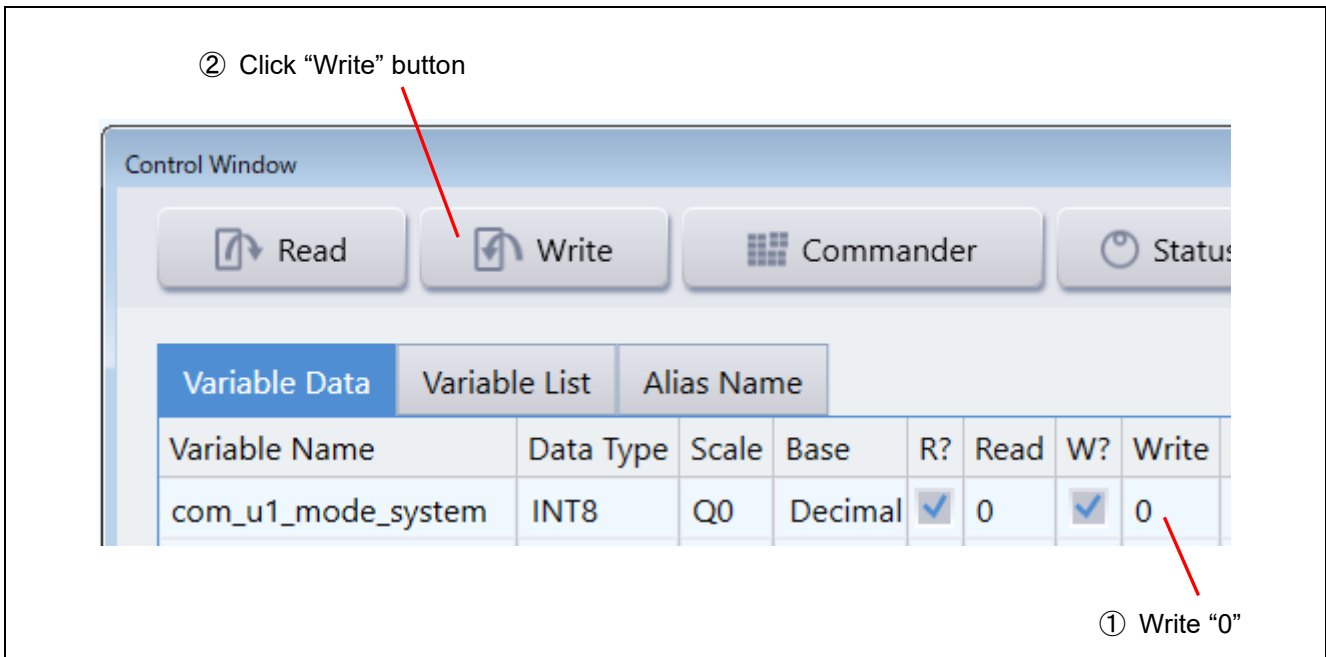 ② Click “Write” button
Control Window
Read Write Commander Status
Variable Data Variable List Alias Name
Variable Name Data Type Scale Base R? Read W? Write
com_u1_mode_system INT8 Q0 Decimal 0 0
① Write “0”